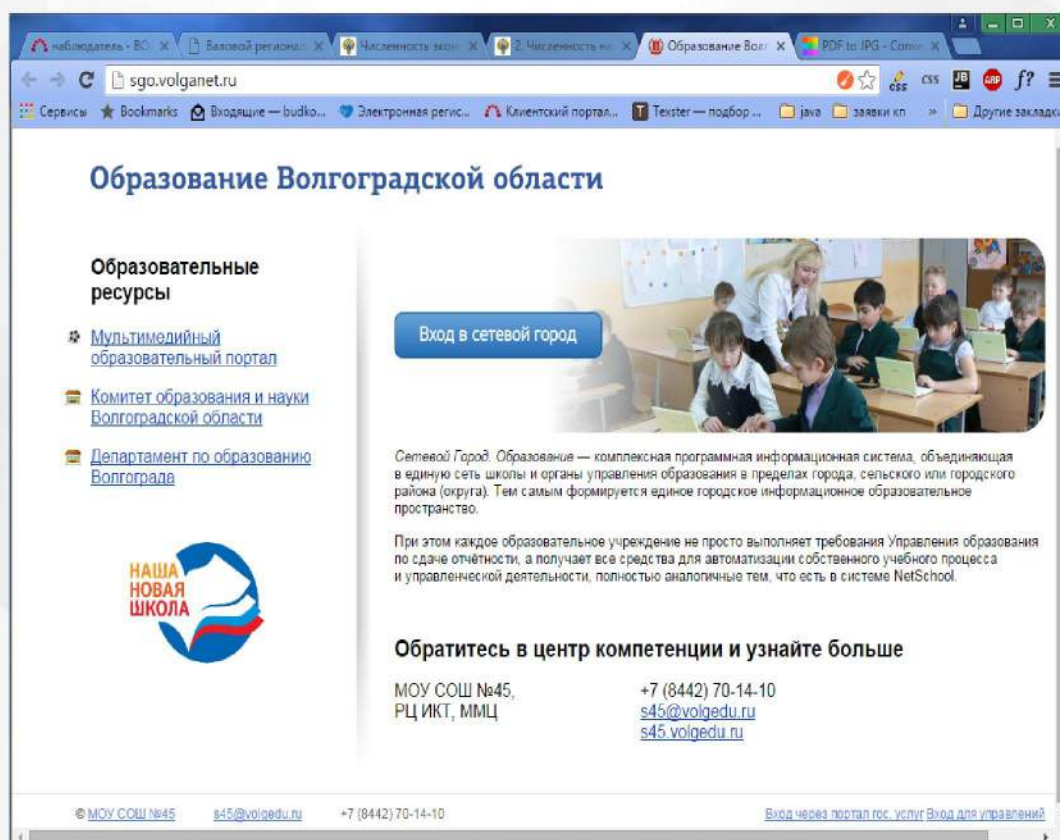 наблюдатель - ВО
Валовой регионал
Численность экон
2. Численность на
Образование Вол
PDF to JPG - Conve
sgo.volganet.ru
css CSS JB ABP f?
Сервисы Bookmarks Входящие — budko... Электронная регис... Клиентский портал... Texster — подбор ... java заявки кп » Другие закладки
Образование Волгоградской области
Образовательные
ресурсы
Мультимедийный
образовательный портал
Комитет образования и науки
Волгоградской области
Департамент по образованию
Волгограда
НАША
НОВАЯ
ШКОЛА
Вход в сетевой город
Сетевой Город. Образование — комплексная программная информационная система, объединяющая
в единую сеть школы и органы управления образования в пределах города, сельского или городского
района (округа). Тем самым формируется единое городское информационное образовательное
пространство.
При этом каждое образовательное учреждение не просто выполняет требования Управления образования
по сдаче отчётности, а получает все средства для автоматизации собственного учебного процесса
и управленческой деятельности, полностью аналогичные тем, что есть в системе NetSchool.
Обратитесь в центр компетенции и узнайте больше
МОУ СОШ №45,
РЦ ИКТ, ММЦ
+7 (8442) 70-14-10
s45@volgedu.ru
s45.volgedu.ru
© МОУ СОШ №45 s45@volgedu.ru +7 (8442) 70-14-10 Вход через портал гос. услуг Вход для управлений